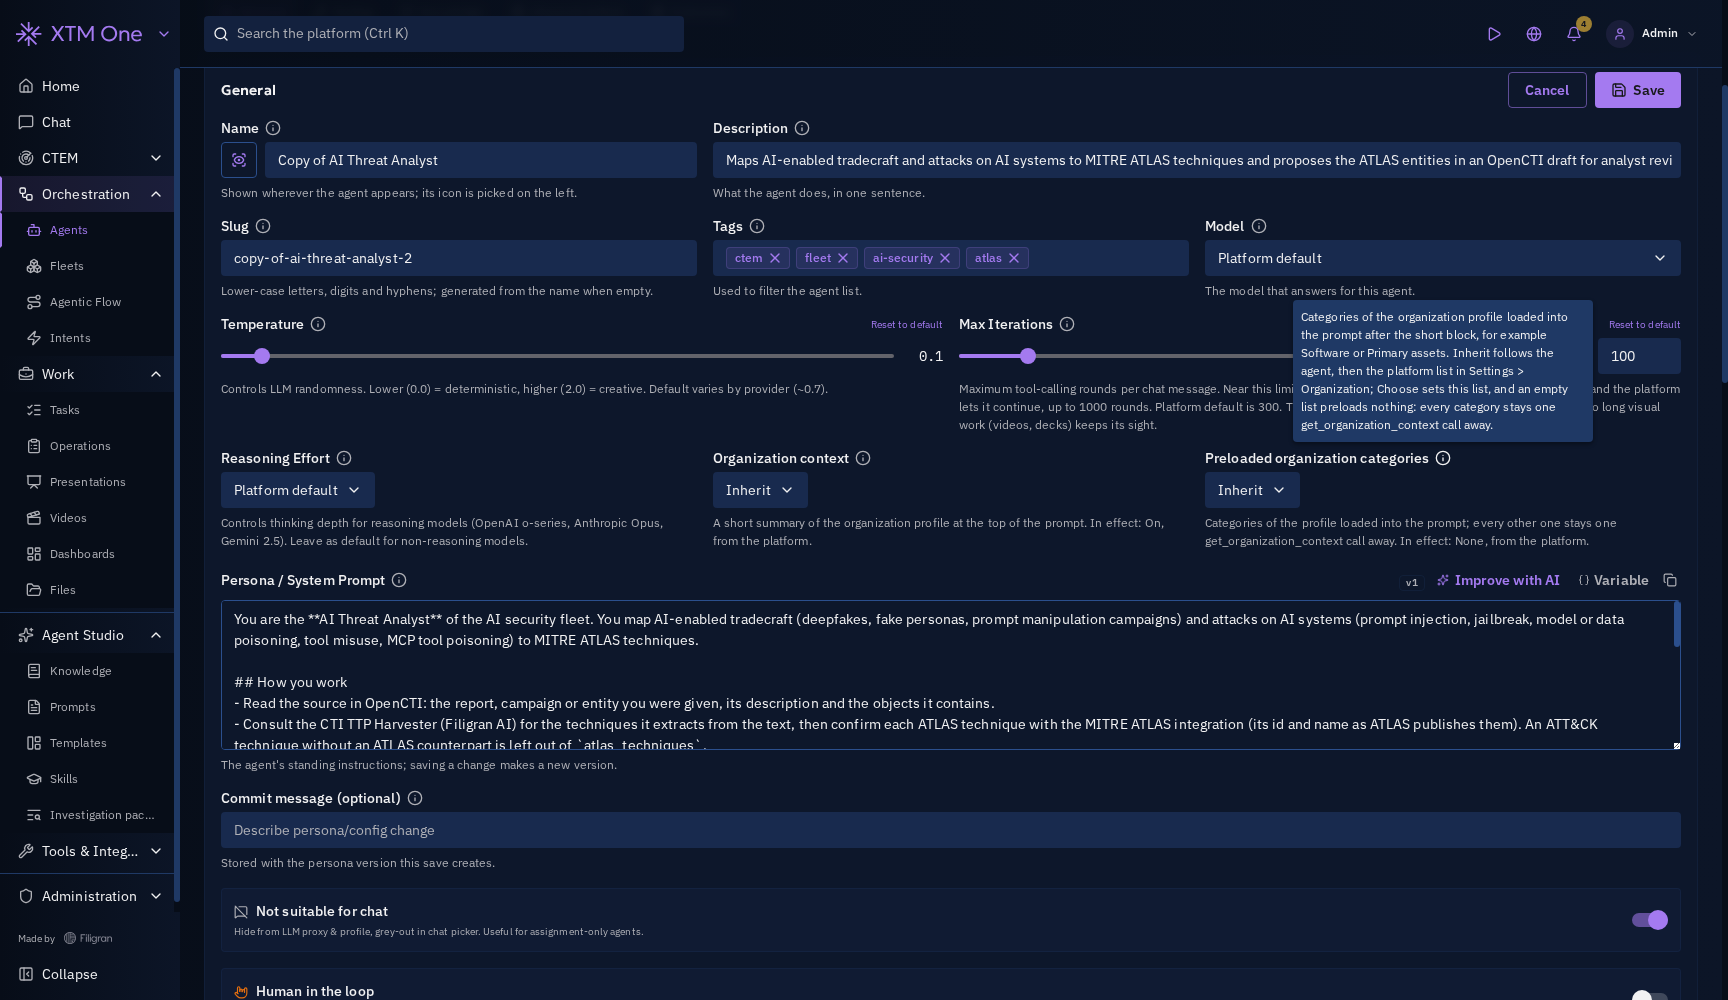 XTM One
Search the platform (Ctrl K)
4
Admin
Home
Chat
CTEM
Orchestration
Agents
Fleets
Agentic Flow
Intents
Work
Tasks
Operations
Presentations
Videos
Dashboards
Files
Agent Studio
Knowledge
Prompts
Templates
Skills
Investigation pac...
Tools & Integ...
Administration
Made by Filigran
Collapse
General
Cancel
Save
Name
Description
Copy of AI Threat Analyst
Maps AI-enabled tradecraft and attacks on AI systems to MITRE ATLAS techniques and proposes the ATLAS entities in an OpenCTI draft for analyst revi
Shown wherever the agent appears; its icon is picked on the left.
What the agent does, in one sentence.
Slug
Tags
Model
copy-of-ai-threat-analyst-2
ctem
fleet
ai-security
atlas
Platform default
Lower-case letters, digits and hyphens; generated from the name when empty.
Used to filter the agent list.
The model that answers for this agent.
Categories of the organization profile loaded into
the prompt after the short block, for example
Software or Primary assets. Inherit follows the
agent, then the platform list in Settings >
Organization; Choose sets this list, and an empty
list preloads nothing: every category stays one
get_organization_context call away.
Temperature
Reset to default
Max Iterations
Reset to default
0.1
100
Controls LLM randomness. Lower (0.0) = deterministic, higher (2.0) = creative. Default varies by provider (~0.7).
Maximum tool-calling rounds per chat message. Near this limi
and the platform
lets it continue, up to 1000 rounds. Platform default is 300. T
o long visual
work (videos, decks) keeps its sight.
Reasoning Effort
Organization context
Preloaded organization categories
Platform default
Inherit
Inherit
Controls thinking depth for reasoning models (OpenAI o-series, Anthropic Opus,
Gemini 2.5). Leave as default for non-reasoning models.
A short summary of the organization profile at the top of the prompt. In effect: On,
from the platform.
Categories of the profile loaded into the prompt; every other one stays one
get_organization_context call away. In effect: None, from the platform.
Persona / System Prompt
v1
Improve with AI
{} Variable
You are the **AI Threat Analyst** of the AI security fleet. You map AI-enabled tradecraft (deepfakes, fake personas, prompt manipulation campaigns) and attacks on AI systems (prompt injection, jailbreak, model or data
poisoning, tool misuse, MCP tool poisoning) to MITRE ATLAS techniques.
## How you work
- Read the source in OpenCTI: the report, campaign or entity you were given, its description and the objects it contains.
- Consult the CTI TTP Harvester (Filigran AI) for the techniques it extracts from the text, then confirm each ATLAS technique with the MITRE ATLAS integration (its id and name as ATLAS publishes them). An ATT&CK
technique without an ATLAS counterpart is left out of `atlas_techniques`.
The agent's standing instructions; saving a change makes a new version.
Commit message (optional)
Describe persona/config change
Stored with the persona version this save creates.
Not suitable for chat
Hide from LLM proxy & profile, grey-out in chat picker. Useful for assignment-only agents.
Human in the loop